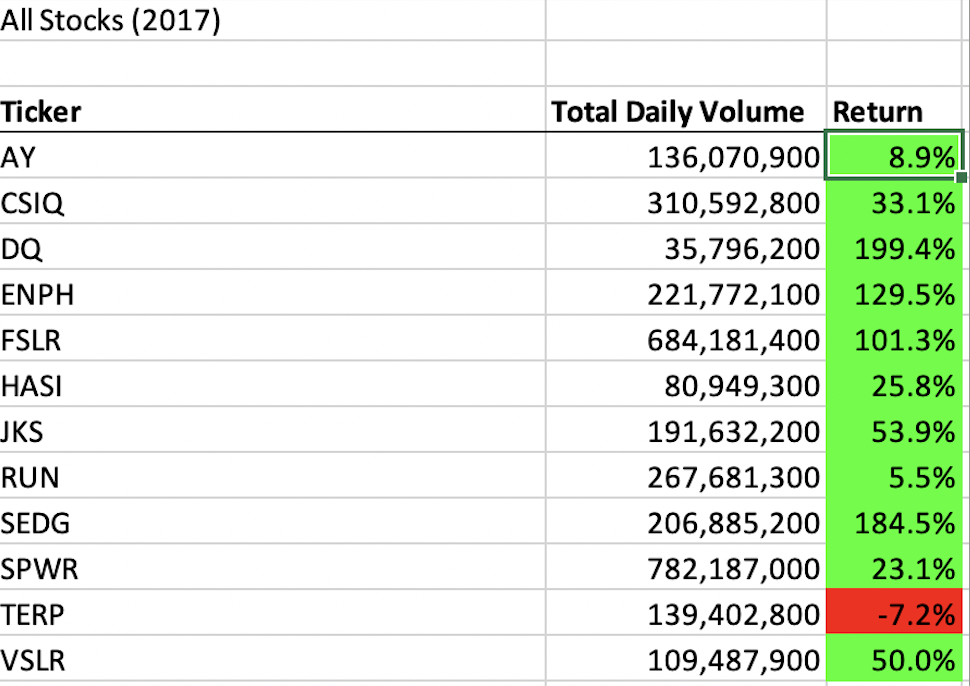 All Stocks (2017)
Ticker Total Daily Volume Return
AY 136,070,900 8.9%
CSIQ 310,592,800 33.1%
DQ 35,796,200 199.4%
ENPH 221,772,100 129.5%
FSLR 684,181,400 101.3%
HASI 80,949,300 25.8%
JKS 191,632,200 53.9%
RUN 267,681,300 5.5%
SEDG 206,885,200 184.5%
SPWR 782,187,000 23.1%
TERP 139,402,800 -7.2%
VSLR 109,487,900 50.0%